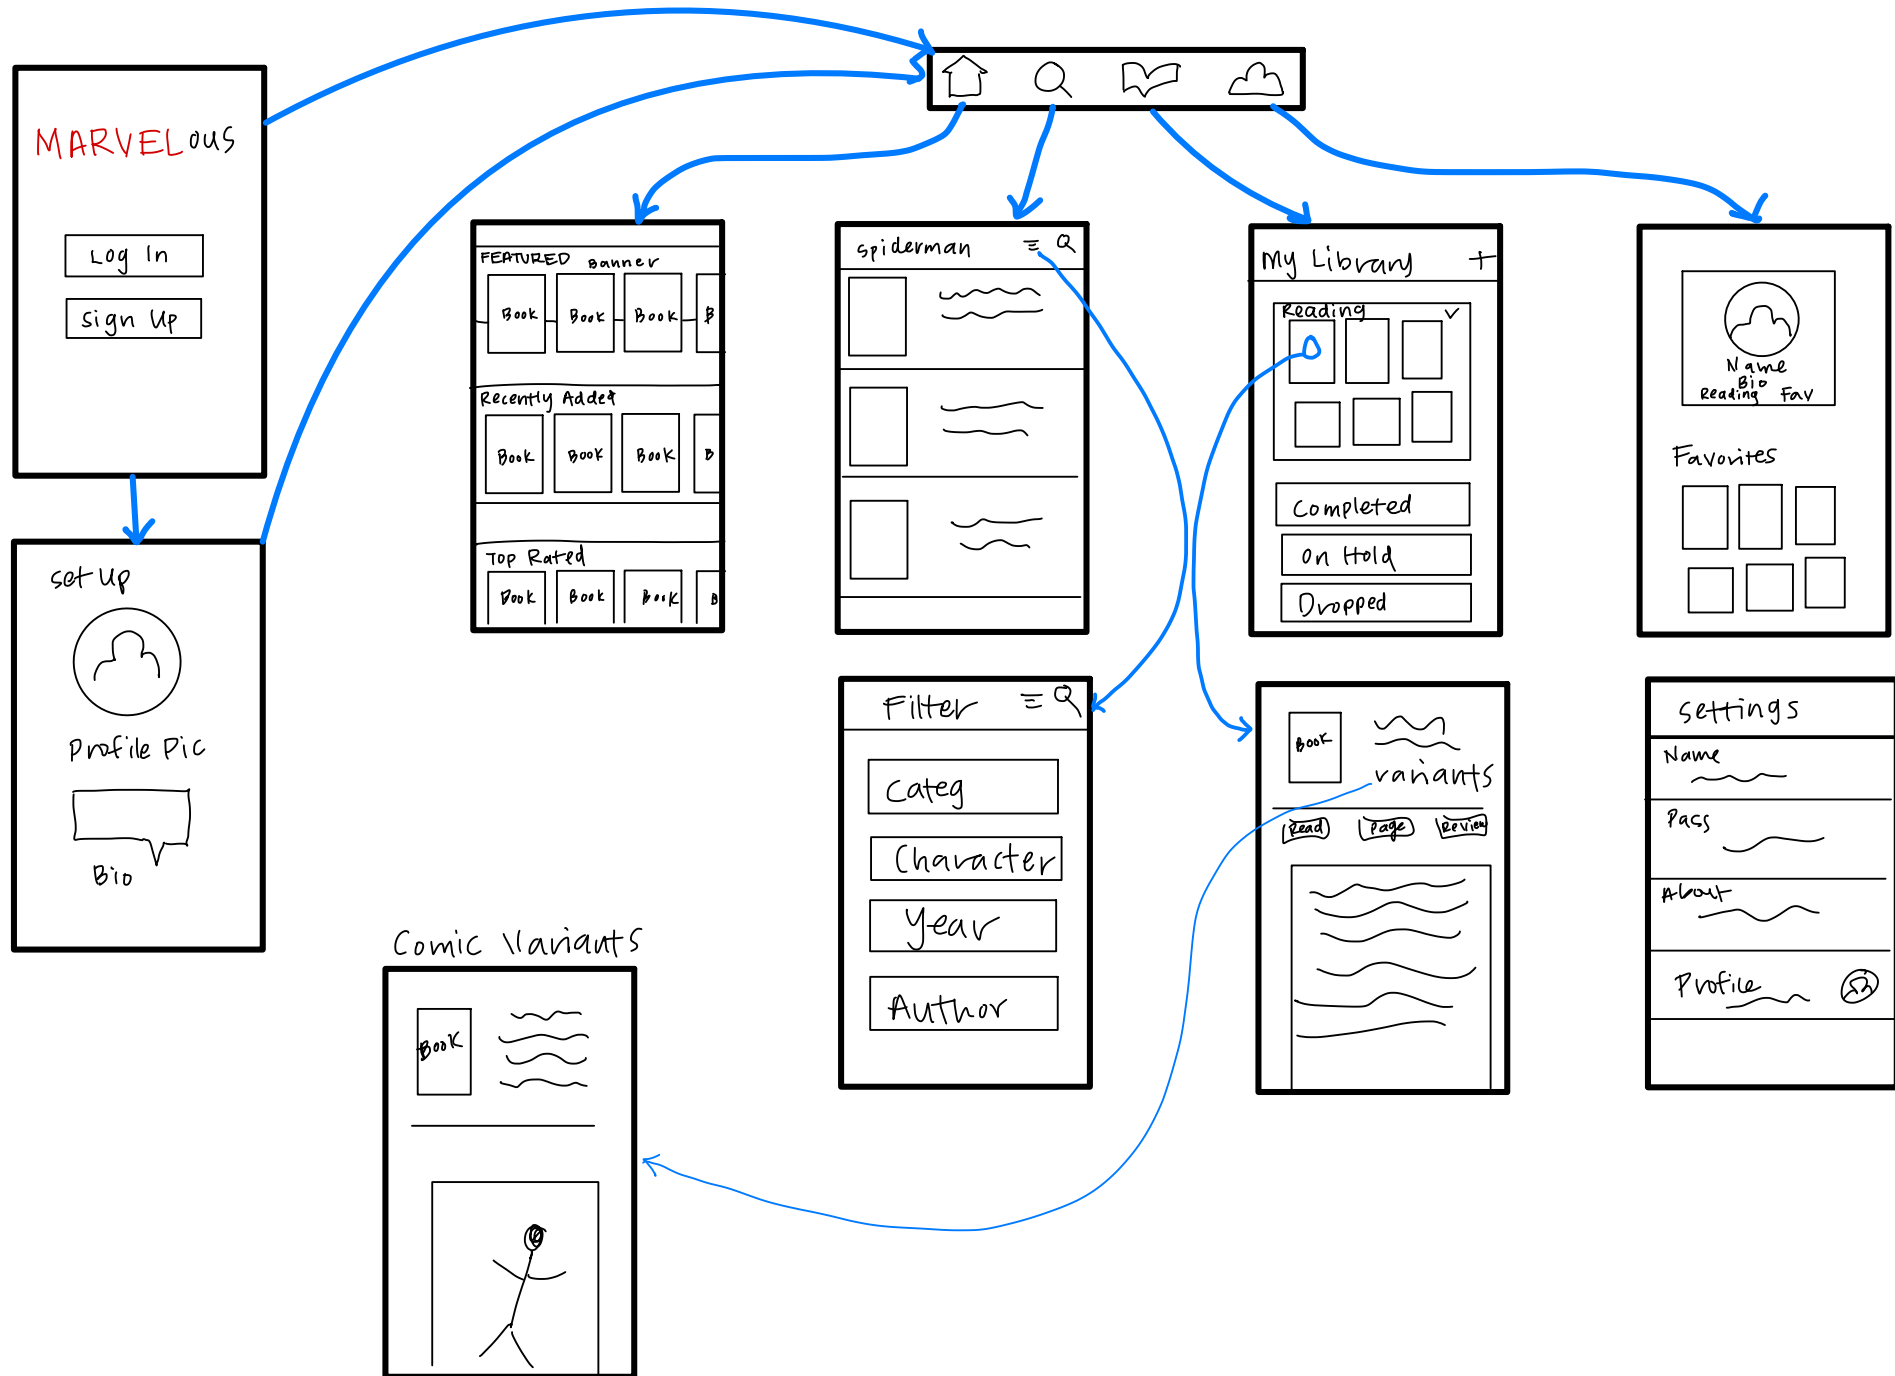 MARVELous
Log In
Sign Up
Set Up
Profile Pic
Bio
FEATURED Banner
Book Book Book B
Recently Added
Book Book Book B
Top Rated
Book Book Book B
spiderman
My Library +
Reading
Completed
On Hold
Dropped
Name
Bio
Reading Fav
Favorites
Filter
Categ
Character
Year
Author
Book
variants
Read Page Review
Settings
Name
Pass
About
Profile
Comic Variants
Book